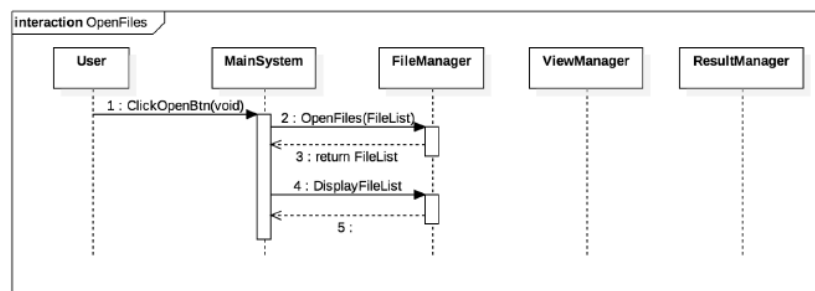 interaction OpenFiles
User
MainSystem
FileManager
ViewManager
ResultManager
1 : ClickOpenBtn(void)
2 : OpenFiles(FileList)
3 : return FileList
4 : DisplayFileList
5 :